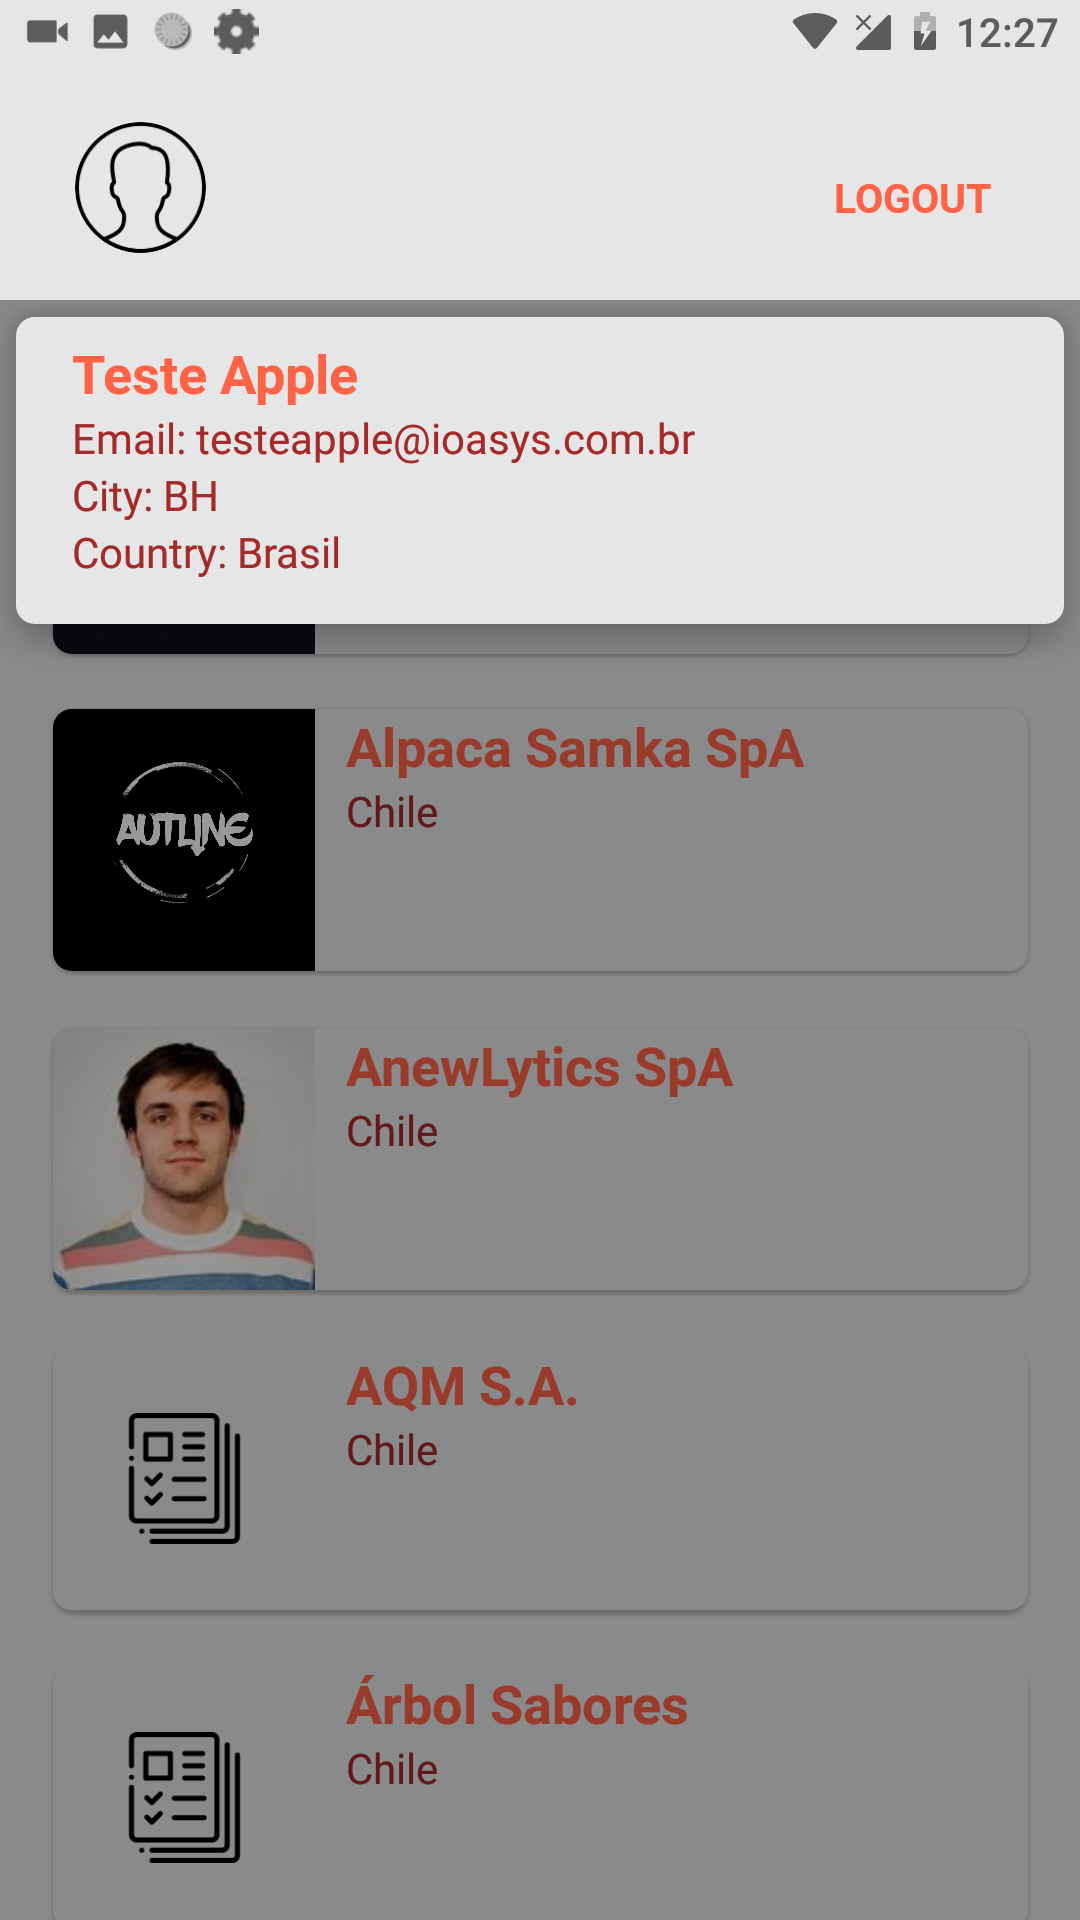 12:27
LOGOUT
Teste Apple
Email: testeapple@ioasys.com.br
City: BH
Country: Brasil
Alpaca Samka SpA
Chile
AUTLINE
AnewLytics SpA
Chile
AQM S.A.
Chile
Árbol Sabores
Chile